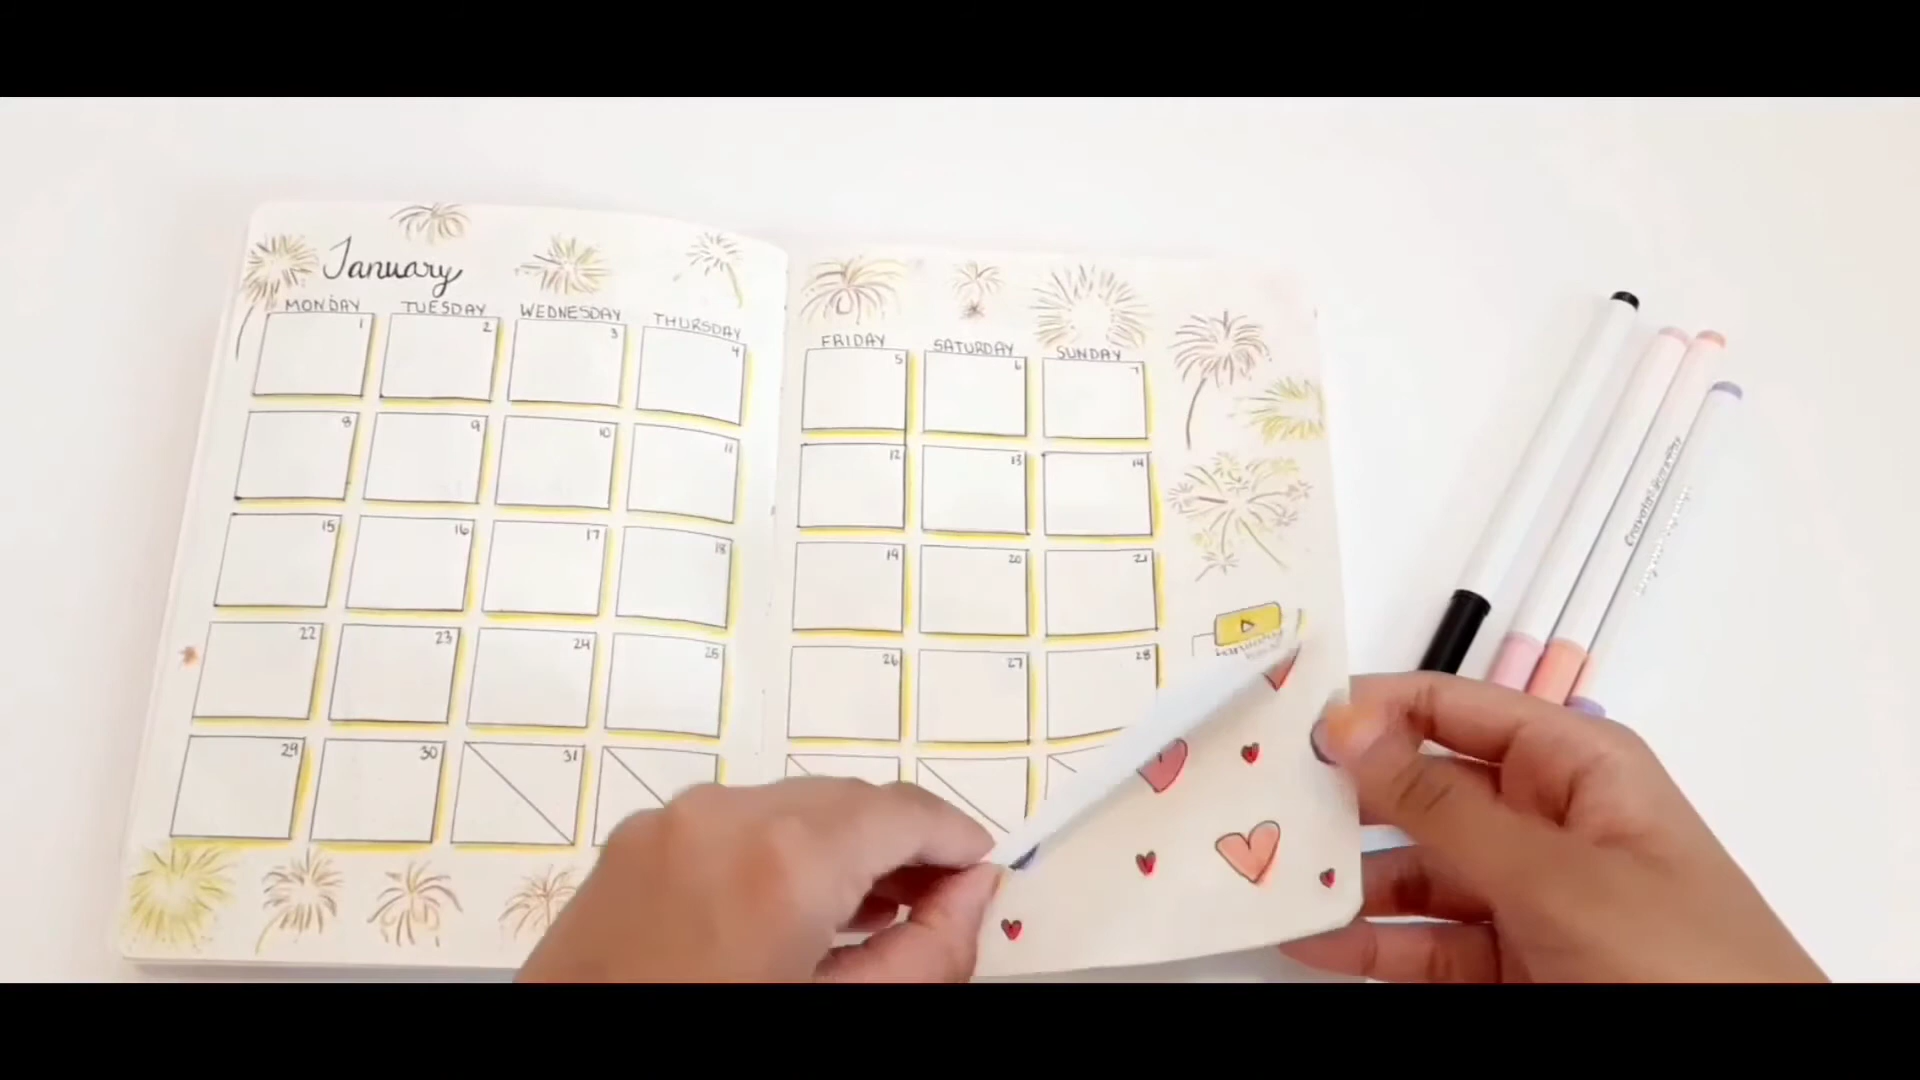 January
MONDAY TUESDAY WEDNESDAY THURSDAY FRIDAY SATURDAY SUNDAY
1 2 3 4 5 6 7
8 9 10 11 12 13 14
15 16 17 18 19 20 21
22 23 24 25 26 27 28
29 30 31